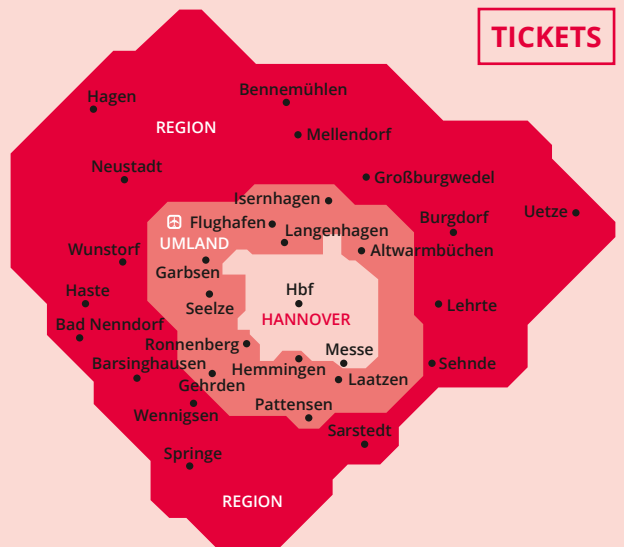 TICKETS
Bennemühlen
Hagen
REGION
Mellendorf
Neustadt
Großburgwedel
Isernhagen
Uetze
Burgdorf
Flughafen
Langenhagen
UMLAND
Wunstorf
Altwarmbüchen
Garbsen
Haste
Hbf
Seelze
Lehrte
HANNOVER
Bad Nenndorf
Ronnenberg
Messe
Barsinghausen
Hemmingen
Sehnde
Gehrden
Laatzen
Pattensen
Wennigsen
Sarstedt
Springe
REGION